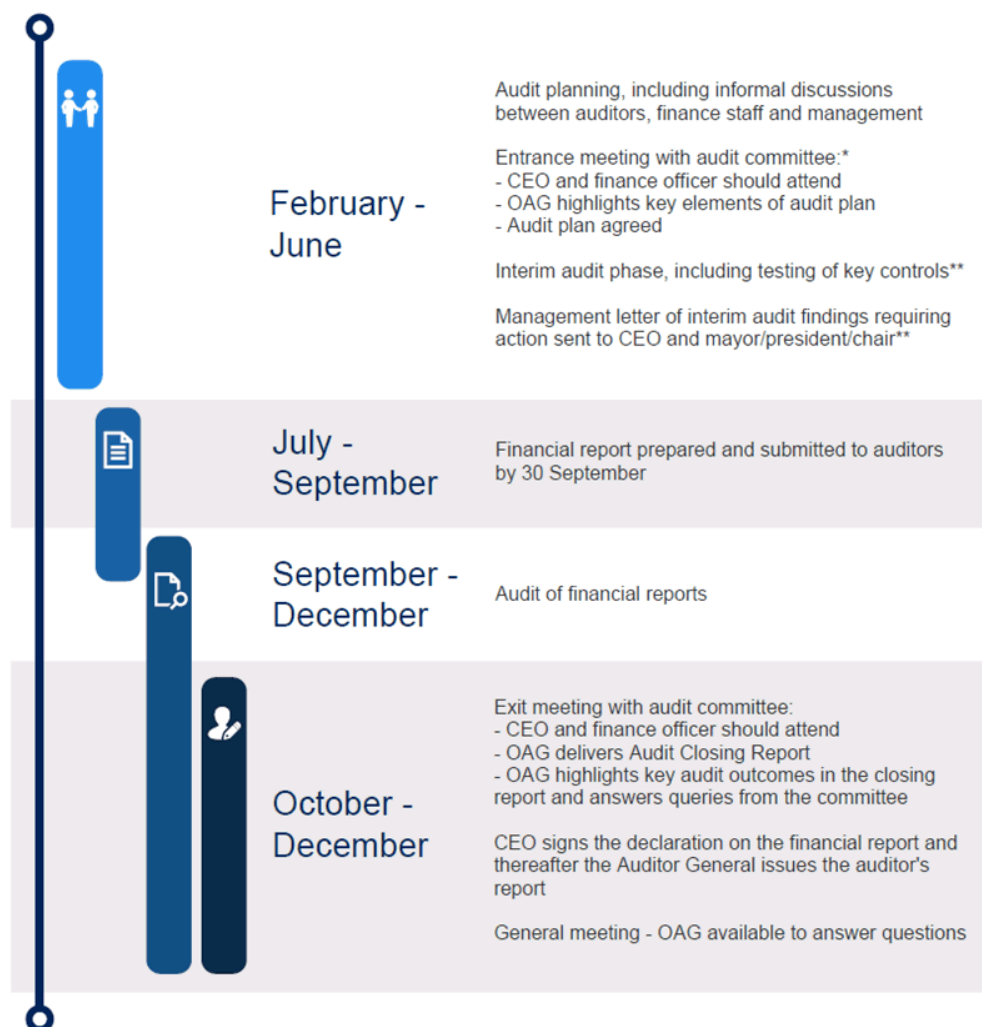 February -
June
Audit planning, including informal discussions
between auditors, finance staff and management
Entrance meeting with audit committee:*
- CEO and finance officer should attend
- OAG highlights key elements of audit plan
- Audit plan agreed
Interim audit phase, including testing of key controls**
Management letter of interim audit findings requiring
action sent to CEO and mayor/president/chair**
July -
September
Financial report prepared and submitted to auditors
by 30 September
September -
December
Audit of financial reports
October -
December
Exit meeting with audit committee:
- CEO and finance officer should attend
- OAG delivers Audit Closing Report
- OAG highlights key audit outcomes in the closing
report and answers queries from the committee
CEO signs the declaration on the financial report and
thereafter the Auditor General issues the auditor's
report
General meeting - OAG available to answer questions